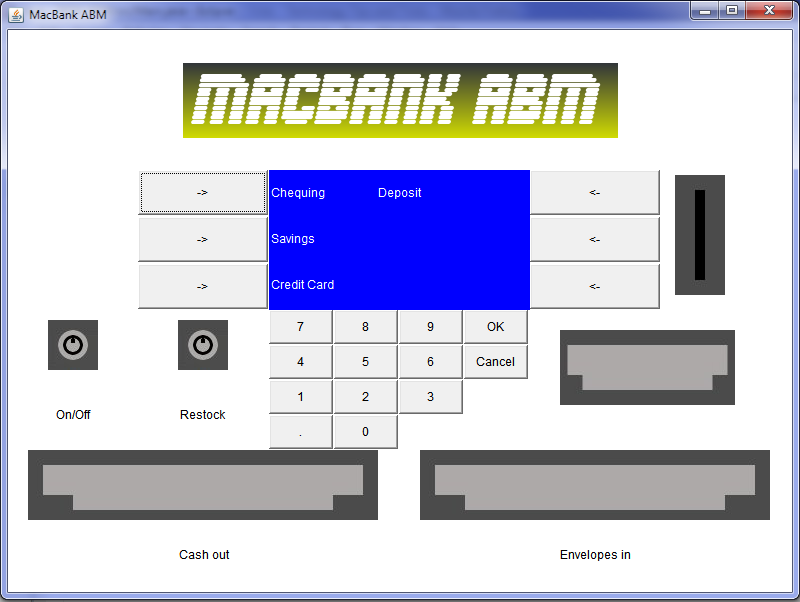 MacBank ABM
MACBANK ABM
-> Chequing Deposit <-
-> Savings <-
-> Credit Card <-
7 8 9 OK
4 5 6 Cancel
1 2 3
. 0
On/Off Restock
Cash out Envelopes in